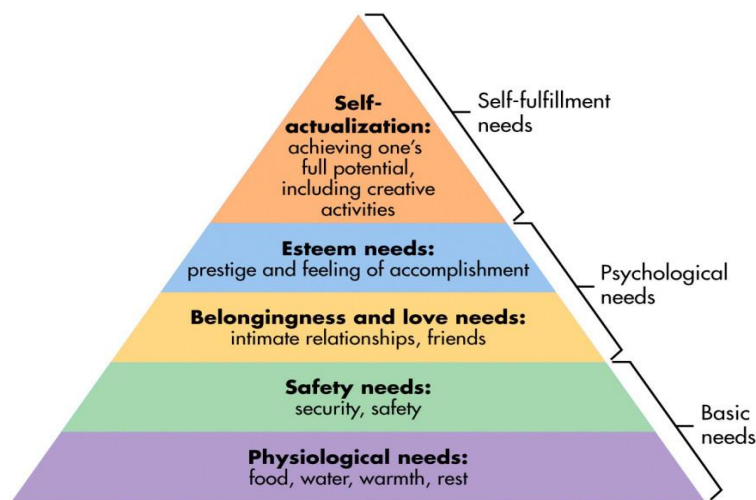 Self-
actualization:
achieving one's
full potential,
including creative
activities
Self-fulfillment
needs
Esteem needs:
prestige and feeling of accomplishment
Psychological
needs
Belongingness and love needs:
intimate relationships, friends
Safety needs:
security, safety
Basic
needs
Physiological needs:
food, water, warmth, rest